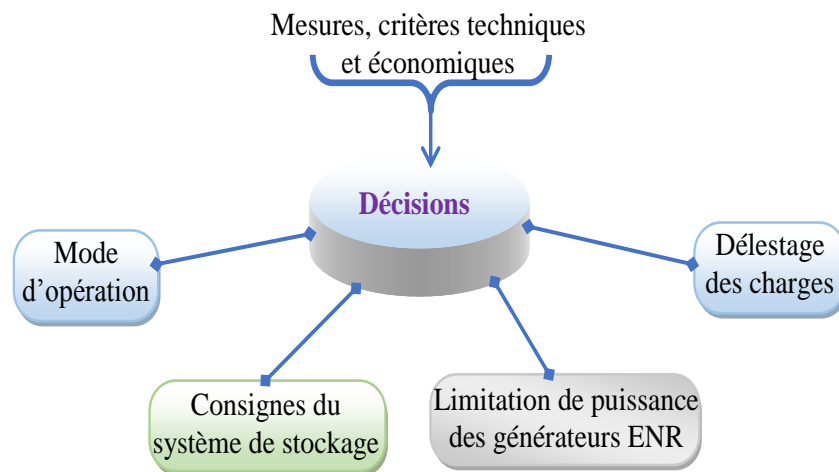 Mesures, critères techniques
et économiques
Décisions
Mode
d'opération
Délestage
des charges
Consignes du
système de stockage
Limitation de puissance
des générateurs ENR